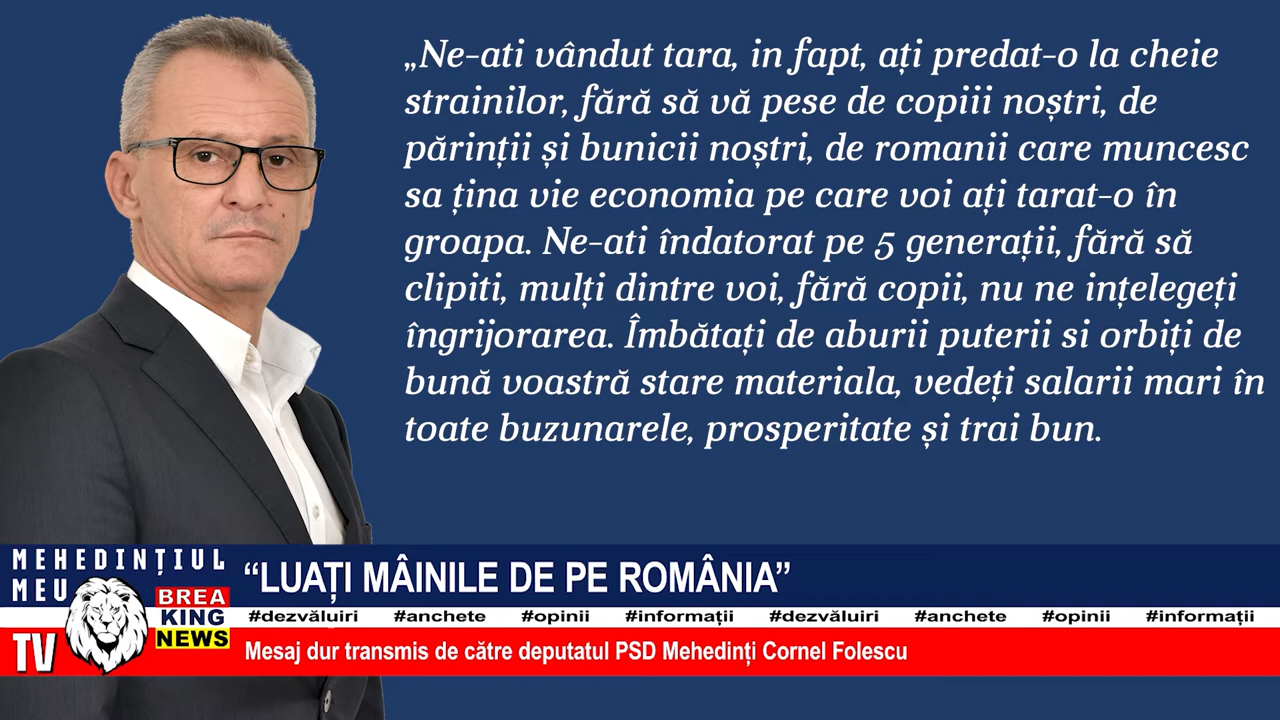 „Ne-ati vândut tara, in fapt, ați predat-o la cheie
strainilor, fără să vă pese de copiii noștri, de
părinții și bunicii noștri, de romanii care muncesc
sa țina vie economia pe care voi ați tarat-o în
groapa. Ne-ati îndatorat pe 5 generații, fără să
clipiti, mulți dintre voi, fără copii, nu ne ințelegeți
îngrijorarea. Îmbătați de aburii puterii si orbiți de
bună voastră stare materiala, vedeți salarii mari în
toate buzunarele, prosperitate și trai bun.
MEHEDINȚIUL
MEU
TV
BREA
KING
NEWS
“LUAȚI MÂINILE DE PE ROMÂNIA”
#dezvăluiri #anchete #opinii #informații #dezvăluiri #anchete #opinii #informații
Mesaj dur transmis de către deputatul PSD Mehedinți Cornel Folescu